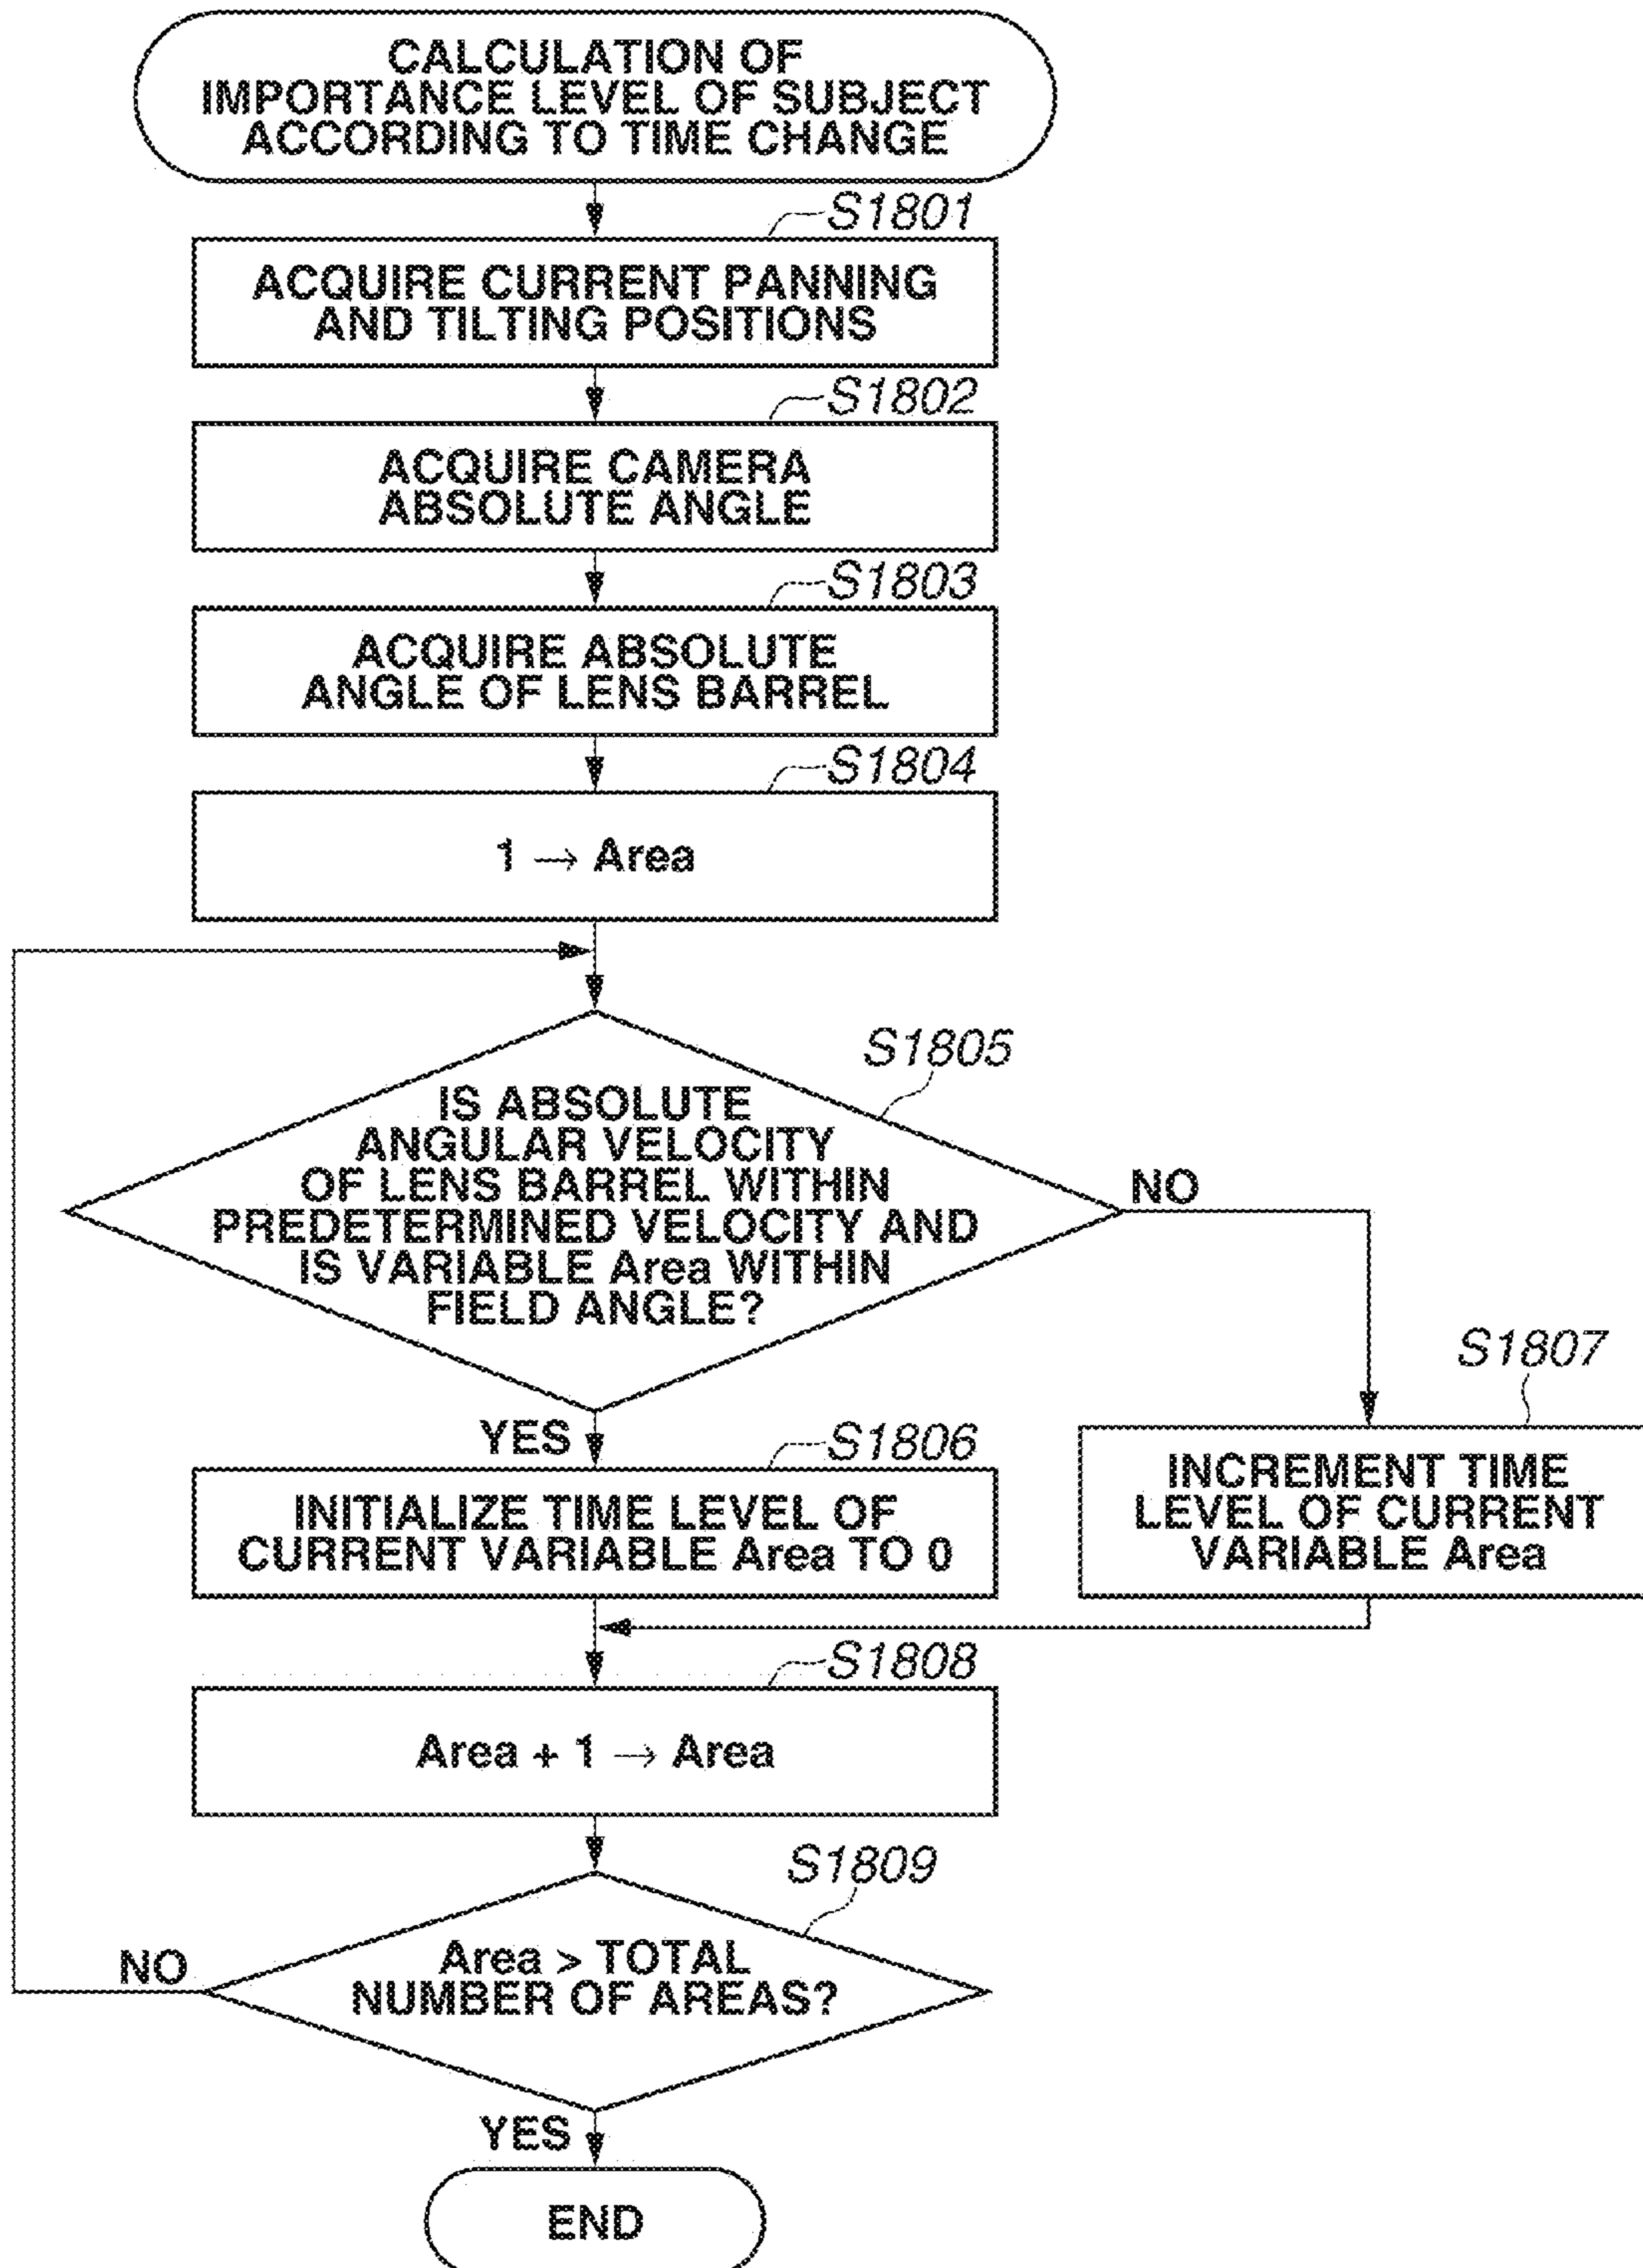 CALCULATION OF
IMPORTANCE LEVEL OF SUBJECT
ACCORDING TO TIME CHANGE
S1801
ACQUIRE CURRENT PANNING
AND TILTING POSITIONS
S1802
ACQUIRE CAMERA
ABSOLUTE ANGLE
S1803
ACQUIRE ABSOLUTE
ANGLE OF LENS BARREL
S1804
1 → Area
S1805
IS ABSOLUTE
ANGULAR VELOCITY
OF LENS BARREL WITHIN
PREDETERMINED VELOCITY AND
IS VARIABLE Area WITHIN
FIELD ANGLE?
NO
YES
S1806
INITIALIZE TIME LEVEL OF
CURRENT VARIABLE Area TO 0
S1807
INCREMENT TIME
LEVEL OF CURRENT
VARIABLE Area
S1808
Area + 1 → Area
S1809
Area > TOTAL
NUMBER OF AREAS?
NO
YES
END